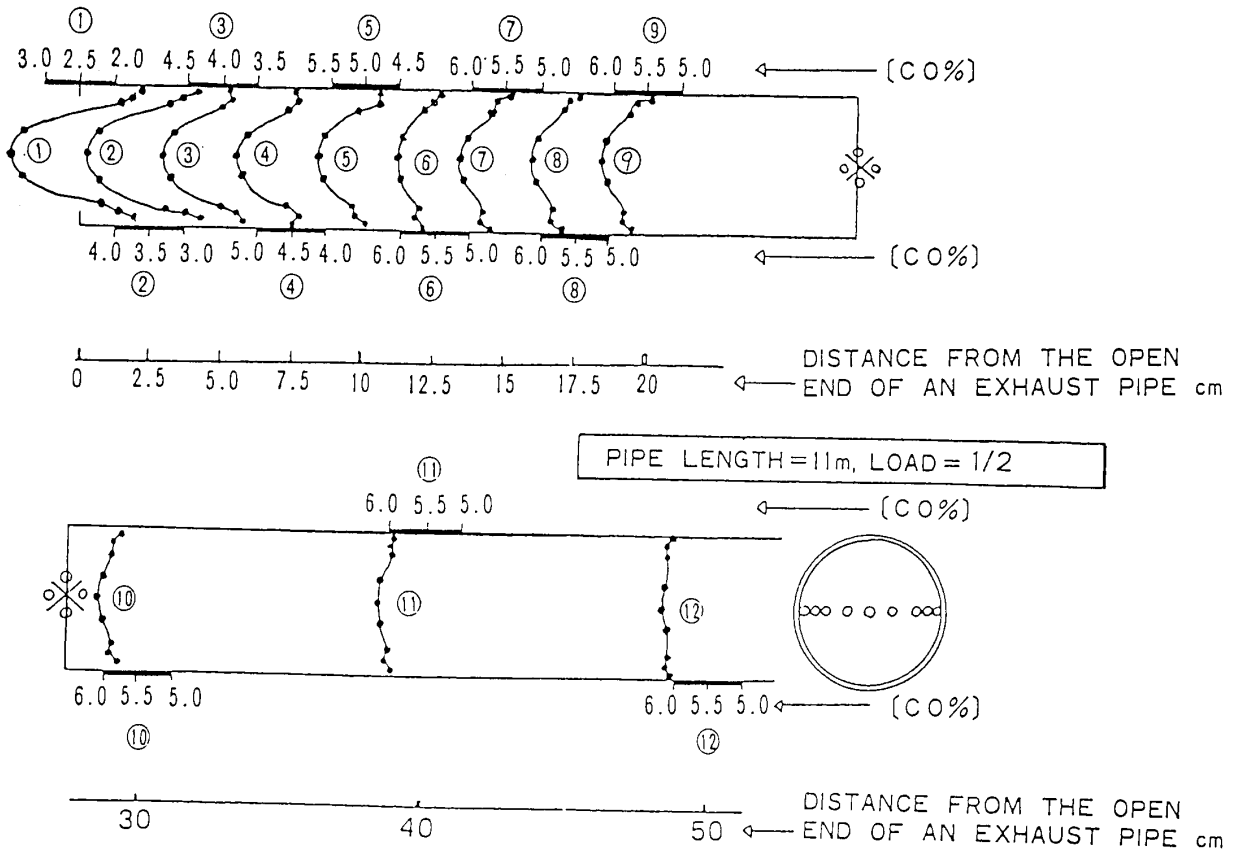 ① ③ ⑤ ⑦ ⑨
3.0 2.5 2.0 4.5 4.0 3.5 5.5 5.0 4.5 6.0 5.5 5.0 6.0 5.5 5.0 [CO%]
① ② ③ ④ ⑤ ⑥ ⑦ ⑧ ⑨
4.0 3.5 3.0 5.0 4.5 4.0 6.0 5.5 5.0 6.0 5.5 5.0 [CO%]
② ④ ⑥ ⑧
0 2.5 5.0 7.5 10 12.5 15 17.5 20
DISTANCE FROM THE OPEN
END OF AN EXHAUST PIPE cm
PIPE LENGTH=11m, LOAD=1/2
⑪
6.0 5.5 5.0 [CO%]
⑩ ⑪ ⑫
6.0 5.5 5.0 6.0 5.5 5.0 [CO%]
⑩ ⑫
30 40 50
DISTANCE FROM THE OPEN
END OF AN EXHAUST PIPE cm